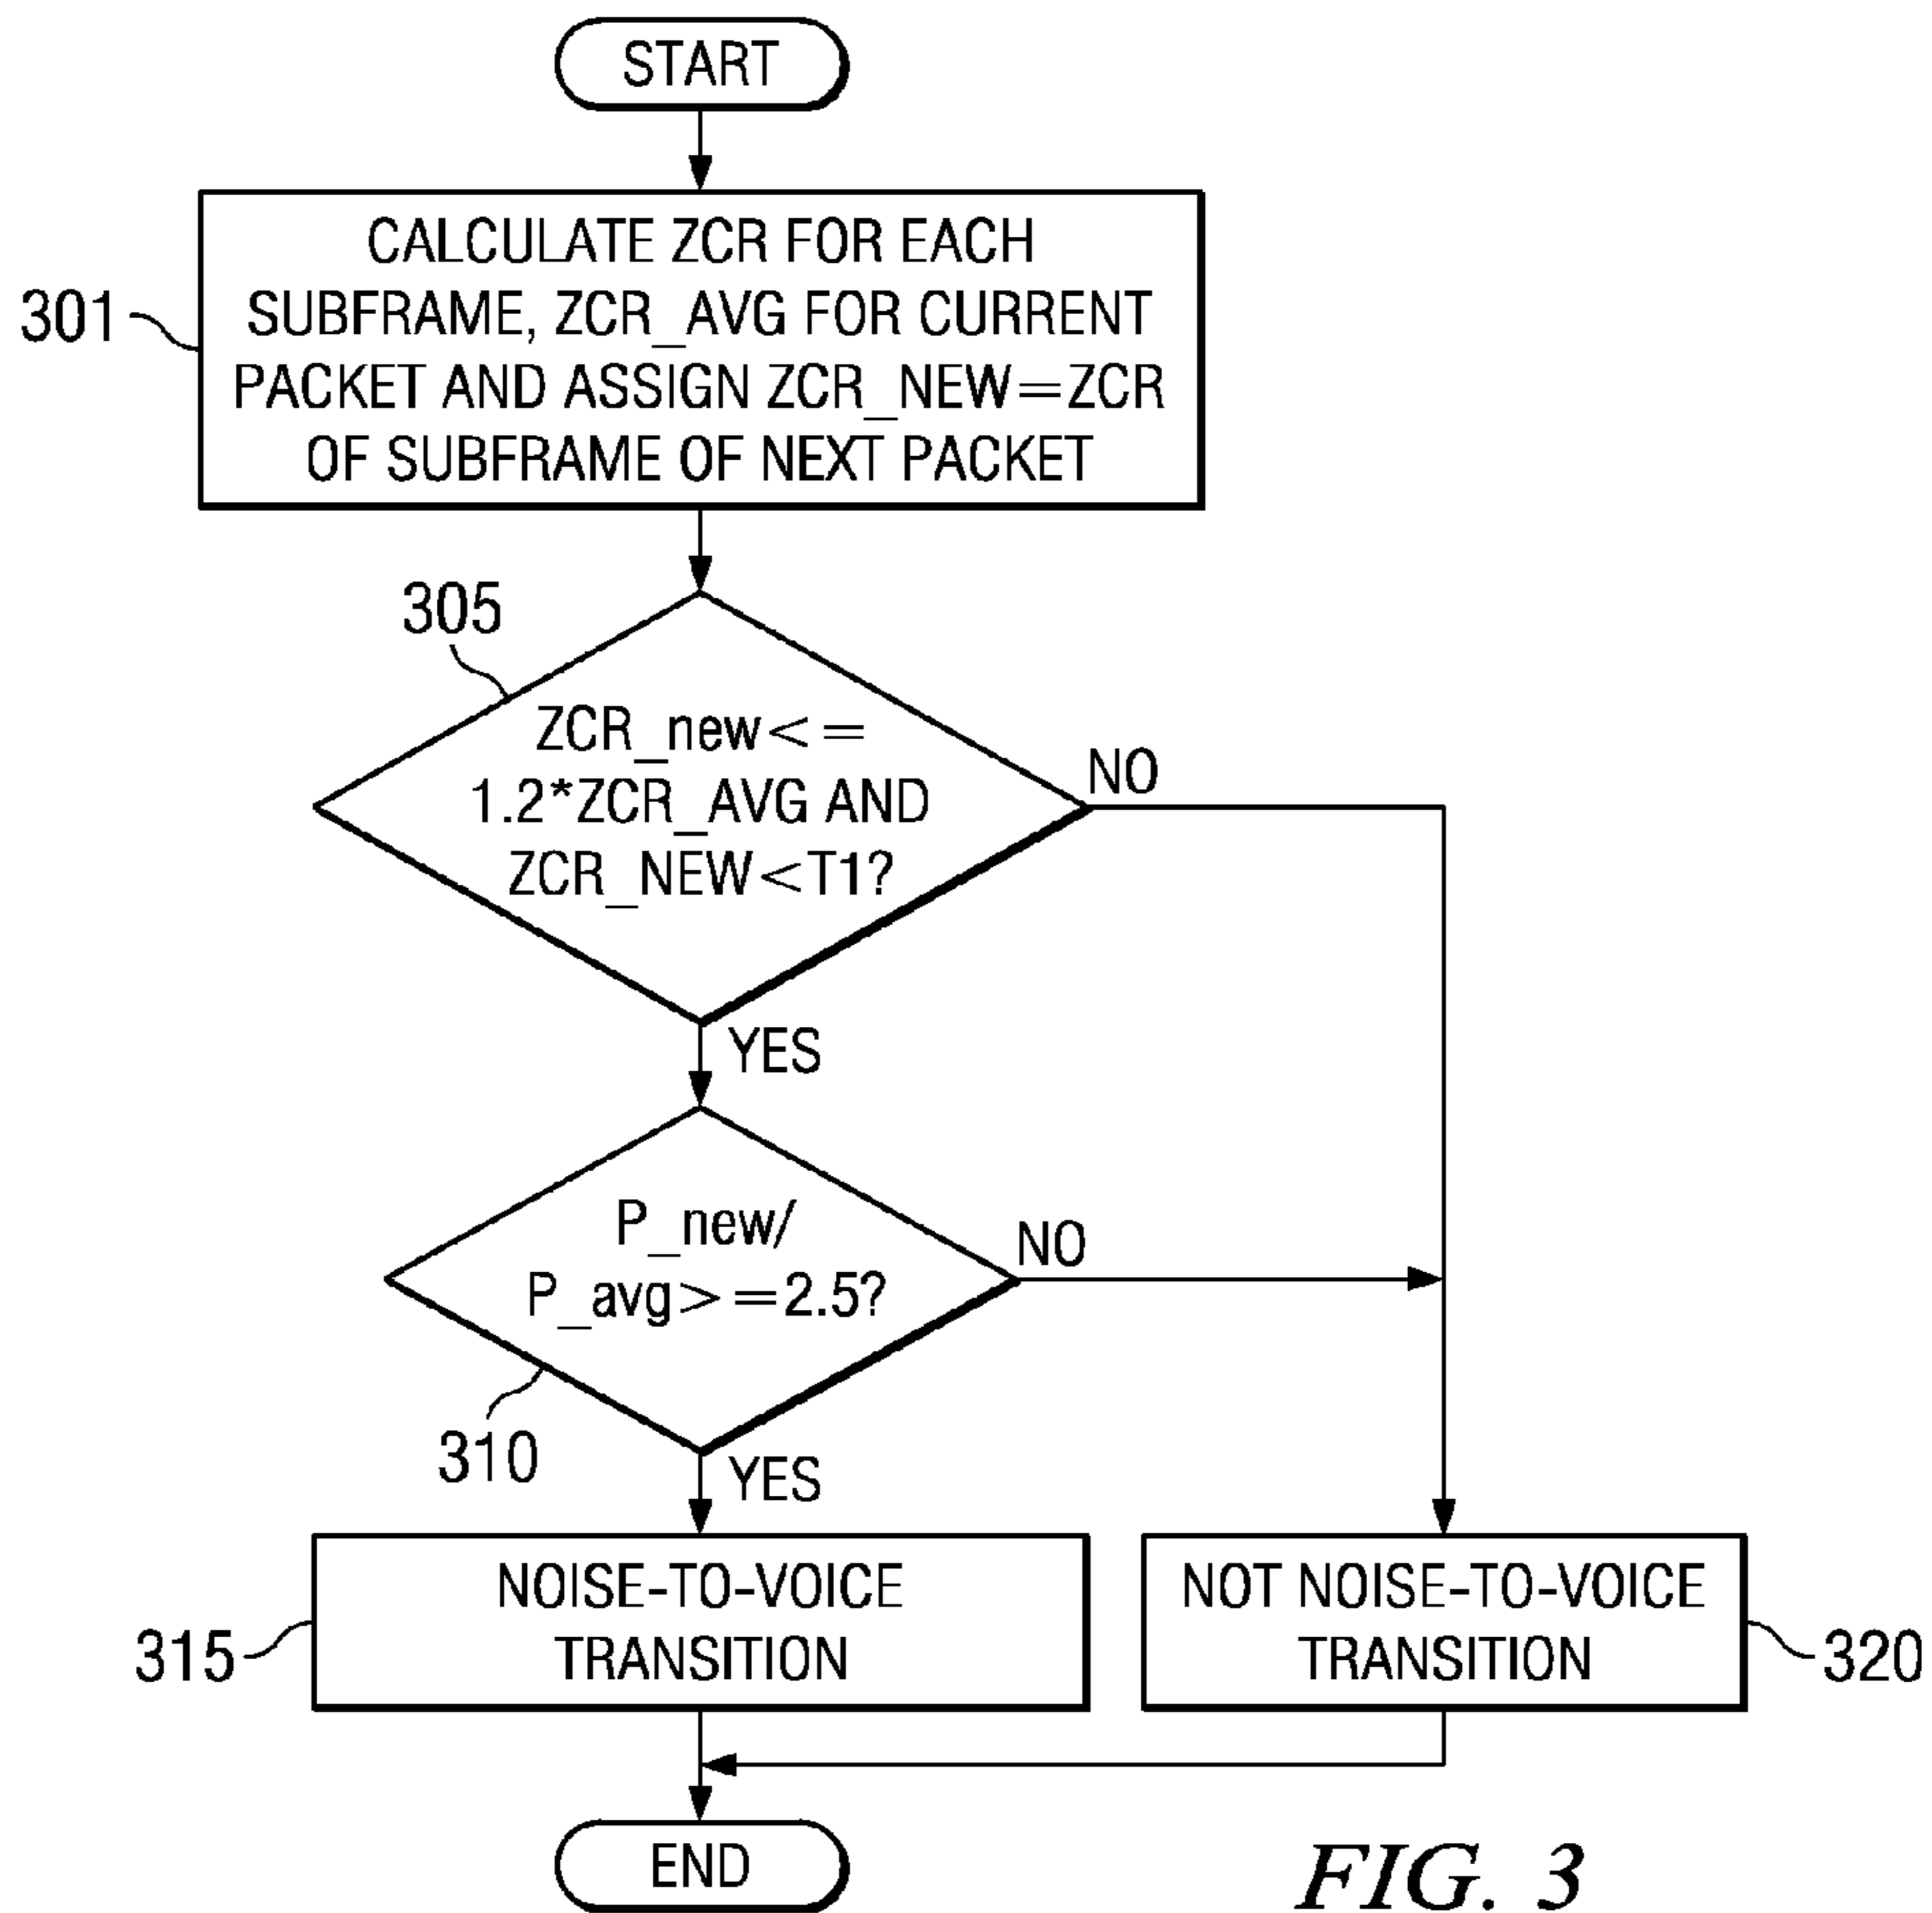 START
301
CALCULATE ZCR FOR EACH
SUBFRAME, ZCR_AVG FOR CURRENT
PACKET AND ASSIGN ZCR_NEW=ZCR
OF SUBFRAME OF NEXT PACKET
305
ZCR_new<=
1.2*ZCR_AVG AND
ZCR_NEW<T1?
NO
YES
P_new/
P_avg>=2.5?
NO
310
YES
315
NOISE-TO-VOICE
TRANSITION
NOT NOISE-TO-VOICE
TRANSITION
320
END
FIG. 3